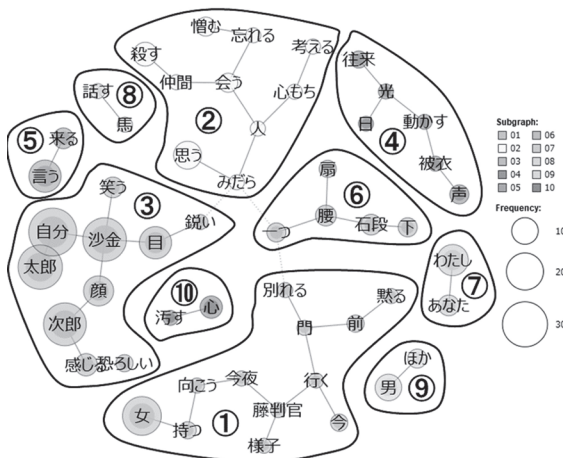 憎む
忘れる
考える
殺す
仲間
会う
心もち
②
人
思う
みだら
往来
光
目
動かす
④
被衣
声
話す
⑧
馬
⑤
来る
言う
笑う
③
鋭い
自分
沙金
目
太郎
顔
次郎
感じる
恐ろしい
扇
⑥
腰
一つ
石段
下
わたし
⑦
あなた
⑩
心
汚す
別れる
黙る
門
前
向こう
今夜
行く
藤判官
女
持つ
①
様子
今
ほか
男
⑨
Subgraph:
01 06
02 07
03 08
04 09
05 10
Frequency:
10
20
30